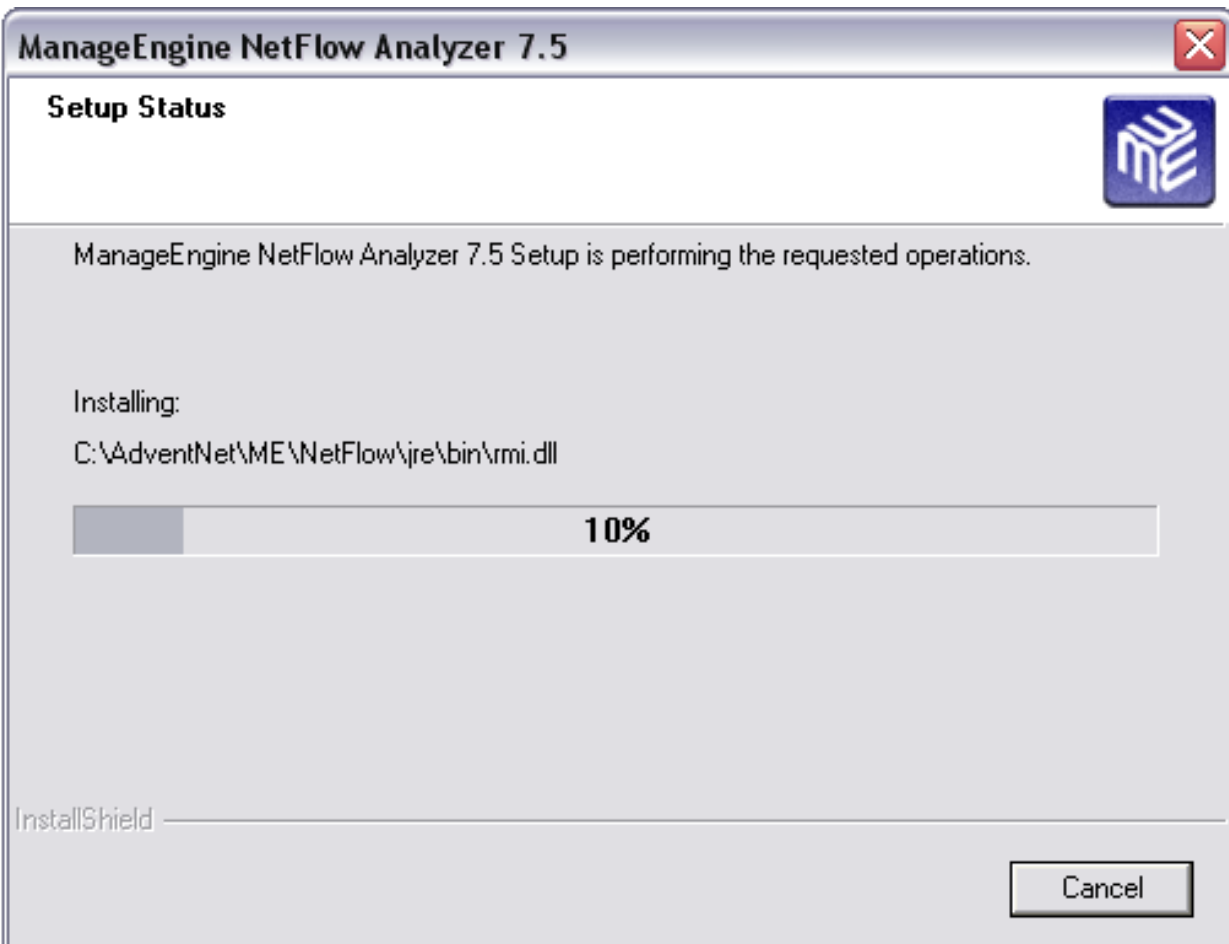 ManageEngine NetFlow Analyzer 7.5
Setup Status
ManageEngine NetFlow Analyzer 7.5 Setup is performing the requested operations.
Installing:
C:\AdventNet\ME\NetFlow\jre\bin\rmi.dll
10%
InstallShield
Cancel